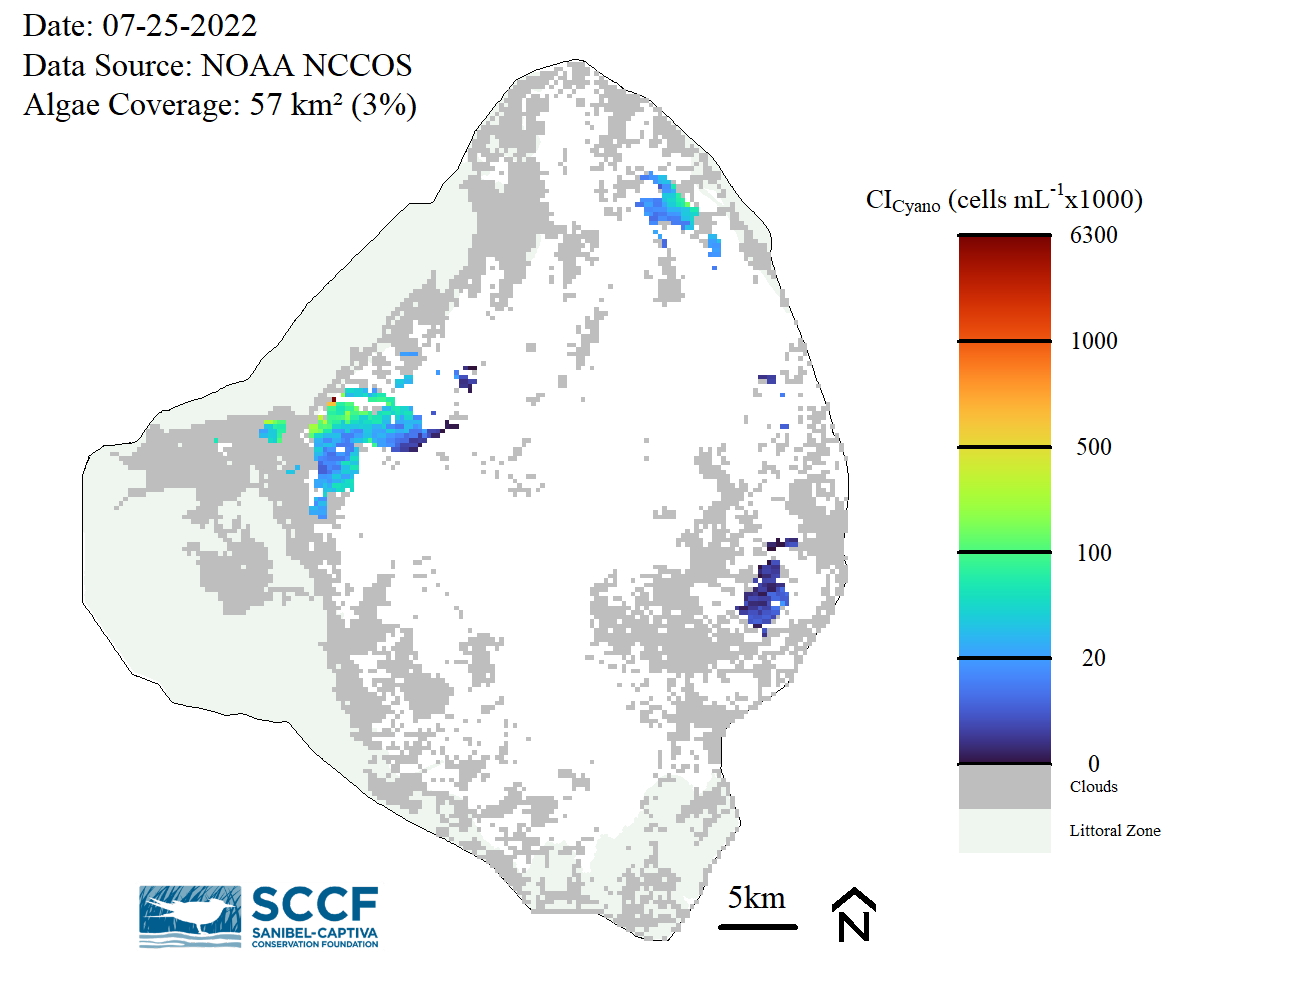 Date: 07-25-2022
Data Source: NOAA NCCOS
Algae Coverage: 57 km² (3%)
CICyano (cells mL-1x1000)
6300
1000
500
100
20
0
Clouds
Littoral Zone
5km
N
SCCF
SANIBEL-CAPTIVA
CONSERVATION FOUNDATION